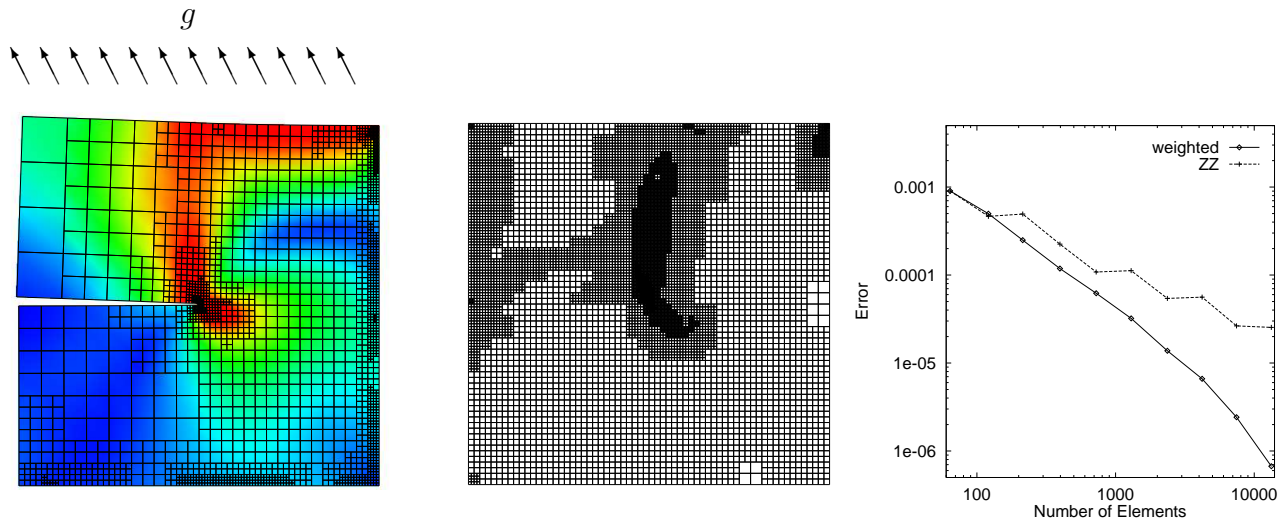 g
weighted
ZZ
0.001
0.0001
1e-05
1e-06
Error
100
1000
10000
Number of Elements